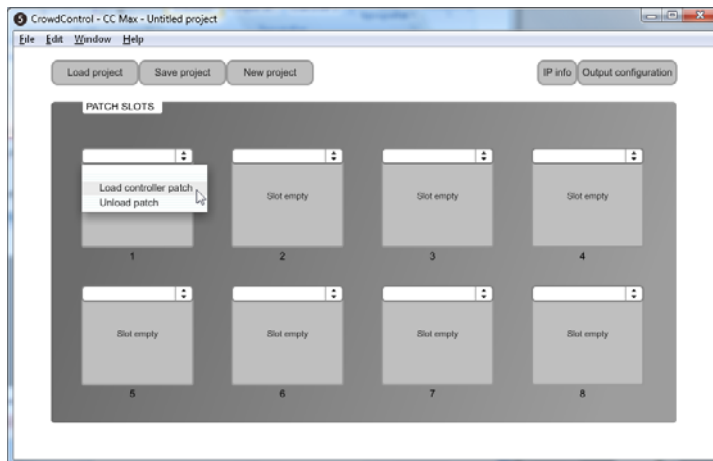 CrowdControl - CC Max - Untitled project
File Edit Window Help
Load project Save project New project IP info Output configuration
PATCH SLOTS
Load controller patch
Unload patch
Slot empty Slot empty Slot empty
1 2 3 4
Slot empty Slot empty Slot empty Slot empty
5 6 7 8